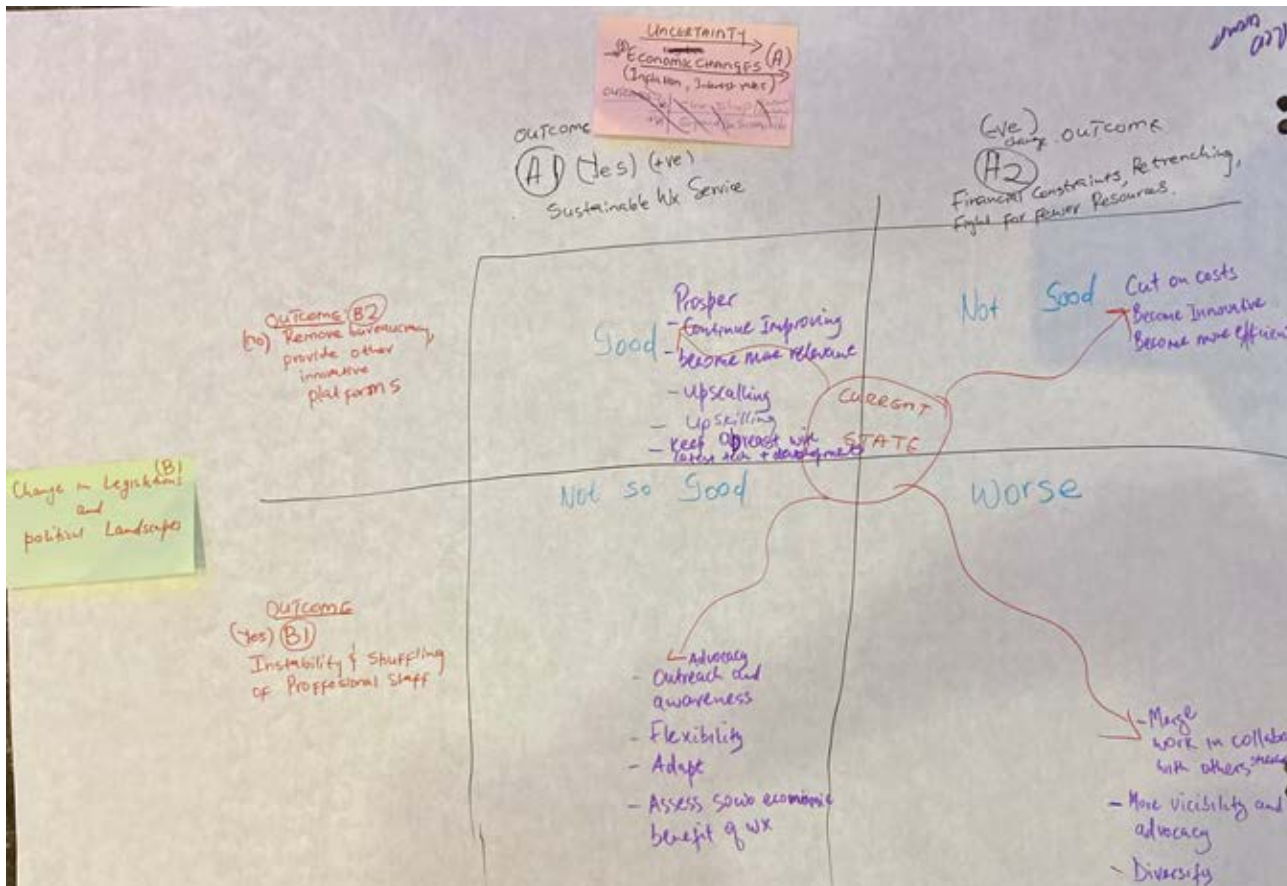 UNCERTAINTY
ECONOMIC CHANGES (A)
(Inflation, Interest rates)
OUTCOME
A1 (Yes) (+ve)
Sustainable Wx Service
(-ve)
change OUTCOME
A2
Financial Constraints, Retrenching,
Fight for fewer Resources.
OUTCOME B2
(no) Remove bureaucracy,
provide other
innovative
platforms
Good
Prosper
- Continue Improving
- become more relevant
- Upscalling
- Upskilling
- Keep abreast with
latest tech + developments
Not Good
Cut on costs
Become Innovative
Become more efficient
CURRENT
STATE
(B)
Change in Legislation
and
political Landscapes
Not so Good
Worse
OUTCOME
(Yes) B1
Instability & Shuffling
of Proffesional Staff
- Advocacy
- Outreach and
awareness
- Flexibility
- Adapt
- Assess socio economic
benefit of wx
- Merge
work in collabo
with others
- More vicibility and
advocacy
- Diversify